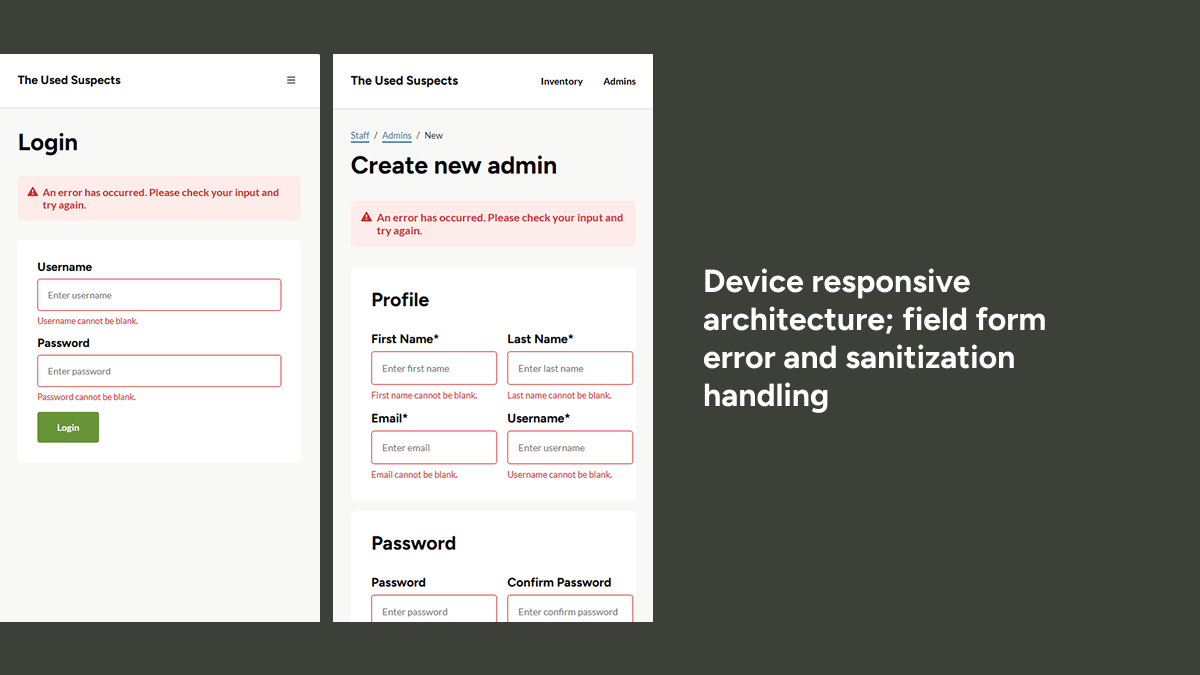 The Used Suspects
Login
An error has occurred. Please check your input and
try again.
Username
Enter username
Username cannot be blank.
Password
Enter password
Password cannot be blank.
Login
The Used Suspects
Inventory Admins
Staff / Admins / New
Create new admin
An error has occurred. Please check your input and
try again.
Profile
First Name* Last Name*
Enter first name Enter last name
First name cannot be blank. Last name cannot be blank.
Email* Username*
Enter email Enter username
Email cannot be blank. Username cannot be blank.
Password
Password Confirm Password
Enter password Enter confirm password
Device responsive
architecture; field form
error and sanitization
handling